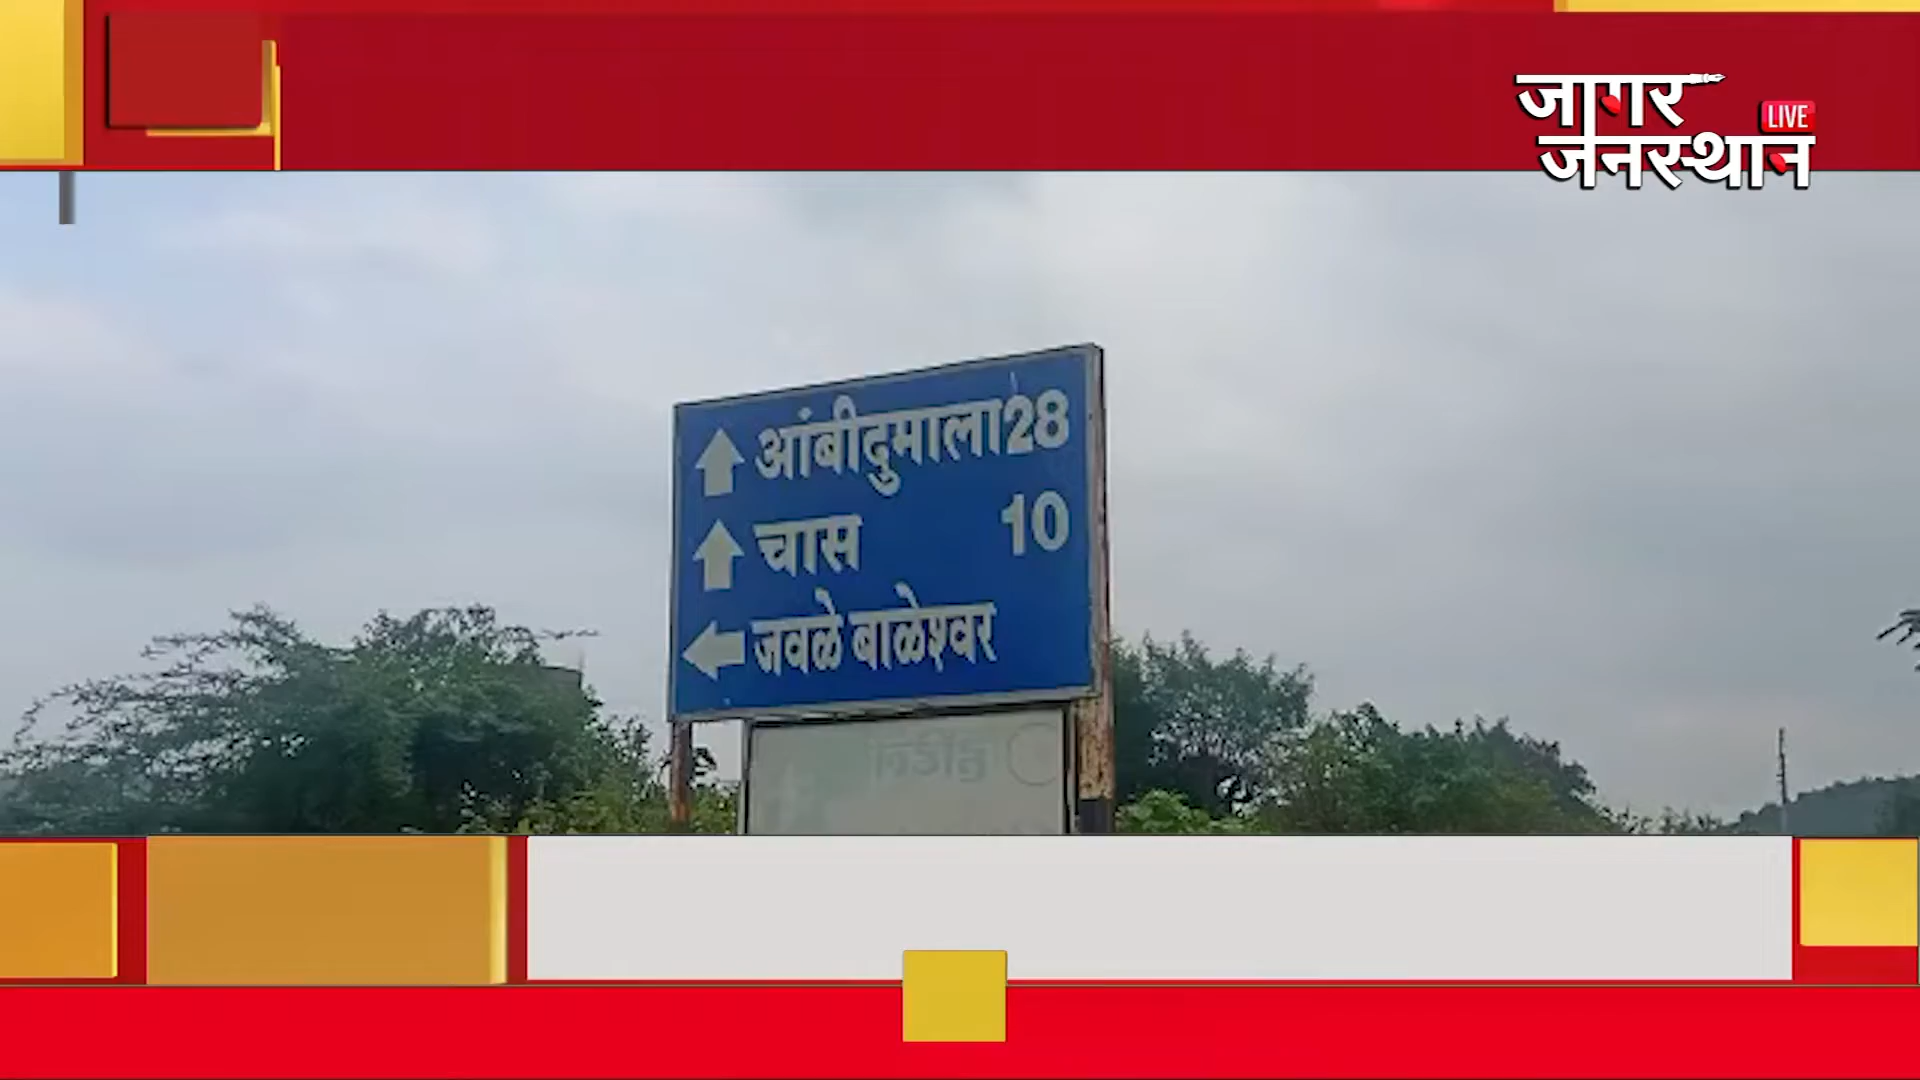 जागर
LIVE
जनस्थान
आंबीदुमाला 28
चास 10
जवळे बाळेश्वर